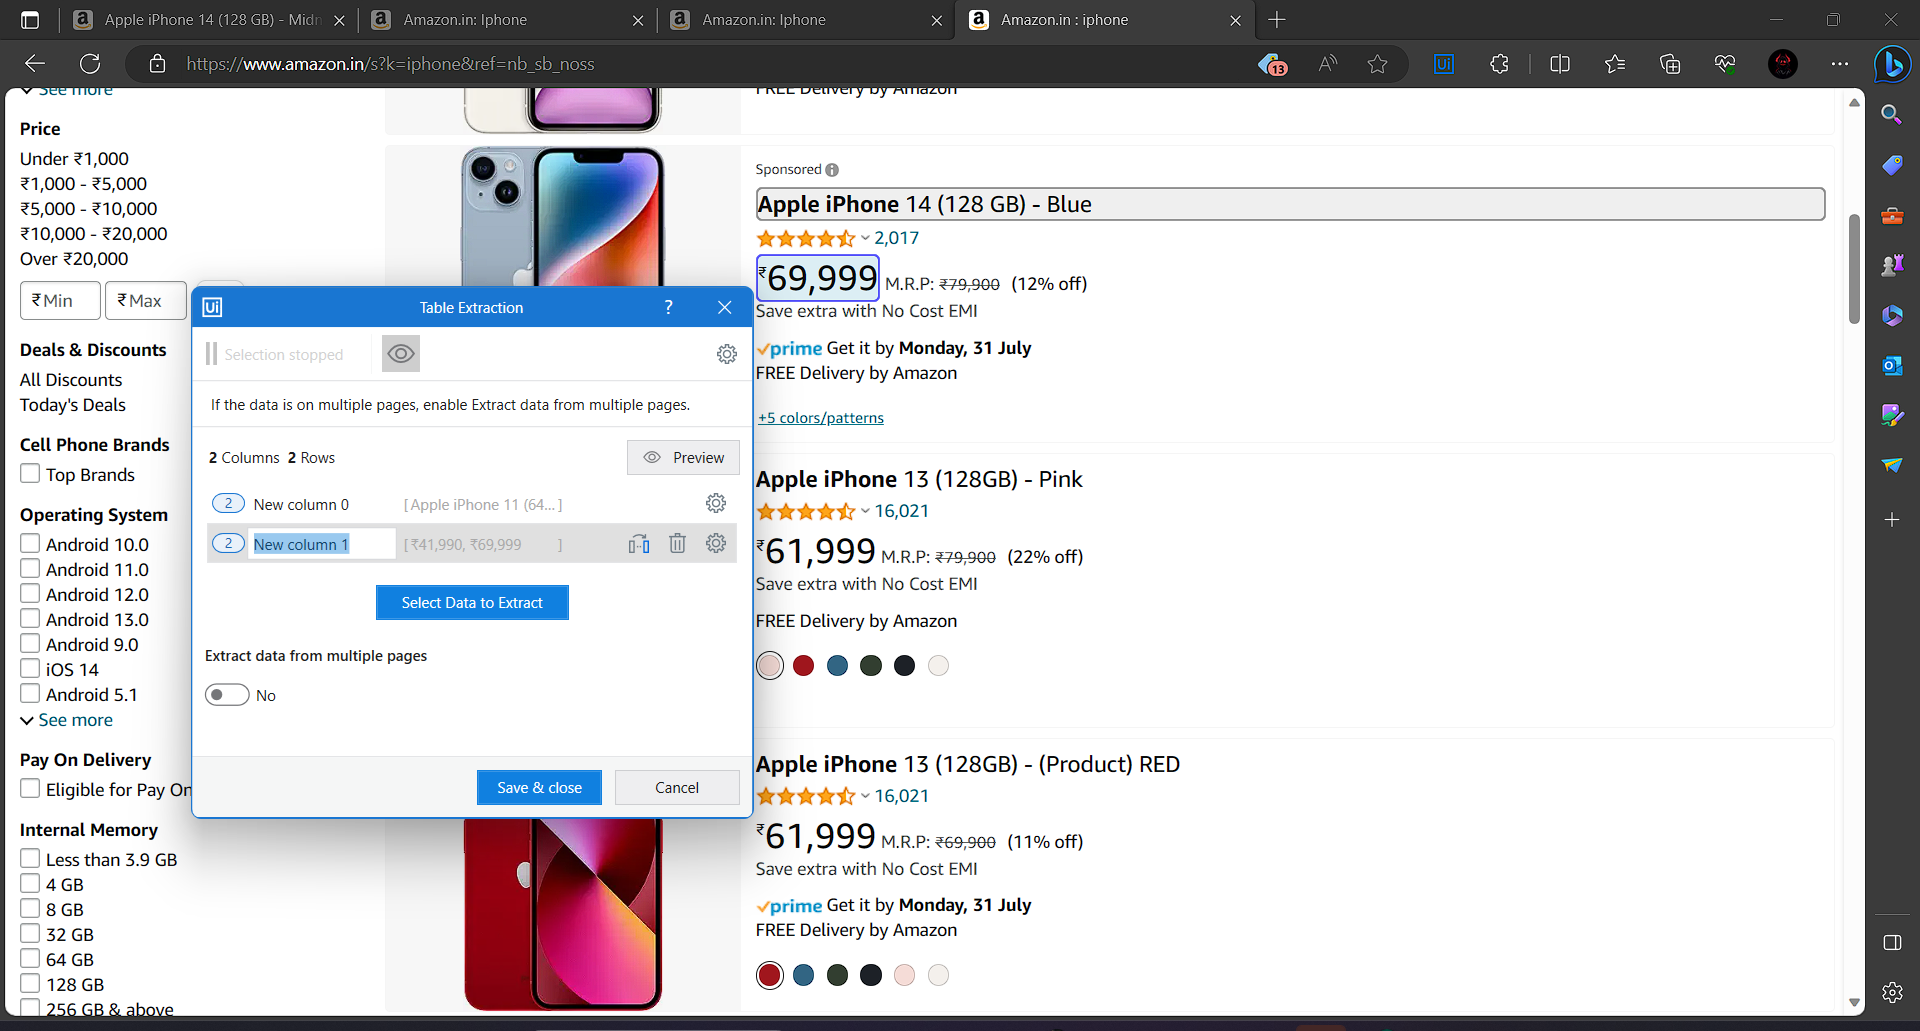 Apple iPhone 14 (128 GB) - Midn
Amazon.in: Iphone
Amazon.in: Iphone
Amazon.in : iphone
https://www.amazon.in/s?k=iphone&ref=nb_sb_noss
13
Ui
See more
Price
Under ₹1,000
₹1,000 - ₹5,000
₹5,000 - ₹10,000
₹10,000 - ₹20,000
Over ₹20,000
₹Min
₹Max
Deals & Discounts
All Discounts
Today's Deals
Cell Phone Brands
Top Brands
Operating System
Android 10.0
Android 11.0
Android 12.0
Android 13.0
Android 9.0
iOS 14
Android 5.1
See more
Pay On Delivery
Eligible for Pay On
Internal Memory
Less than 3.9 GB
4 GB
8 GB
32 GB
64 GB
128 GB
256 GB & above
Ui
Table Extraction
?
Selection stopped
If the data is on multiple pages, enable Extract data from multiple pages.
2 Columns 2 Rows
Preview
2 New column 0 [ Apple iPhone 11 (64... ]
2 New column 1 [ ₹41,990, ₹69,999 ]
Select Data to Extract
Extract data from multiple pages
No
Save & close
Cancel
FREE Delivery by Amazon
Sponsored
Apple iPhone 14 (128 GB) - Blue
2,017
₹69,999 M.R.P: ₹79,900 (12% off)
Save extra with No Cost EMI
prime Get it by Monday, 31 July
FREE Delivery by Amazon
+5 colors/patterns
Apple iPhone 13 (128GB) - Pink
16,021
₹61,999 M.R.P: ₹79,900 (22% off)
Save extra with No Cost EMI
FREE Delivery by Amazon
Apple iPhone 13 (128GB) - (Product) RED
16,021
₹61,999 M.R.P: ₹69,900 (11% off)
Save extra with No Cost EMI
prime Get it by Monday, 31 July
FREE Delivery by Amazon